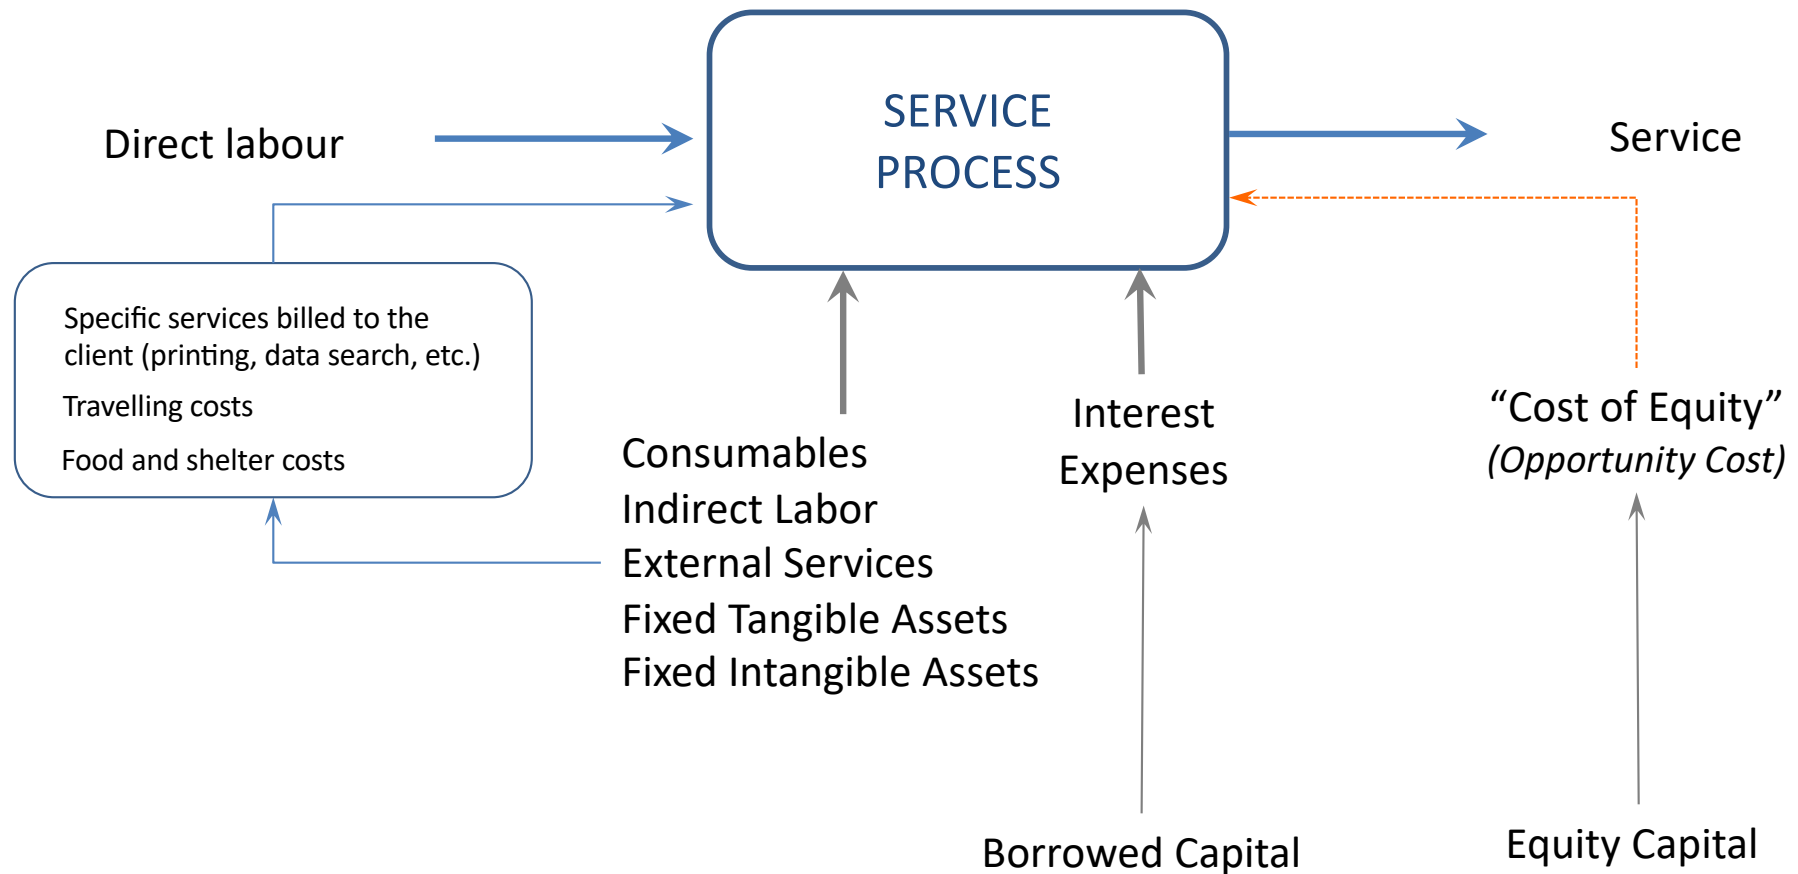 SERVICE
PROCESS
Direct labour
Service
Specific services billed to the
client (printing, data search, etc.)
Travelling costs
Food and shelter costs
Consumables
Indirect Labor
External Services
Fixed Tangible Assets
Fixed Intangible Assets
Interest
Expenses
“Cost of Equity”
(Opportunity Cost)
Borrowed Capital
Equity Capital